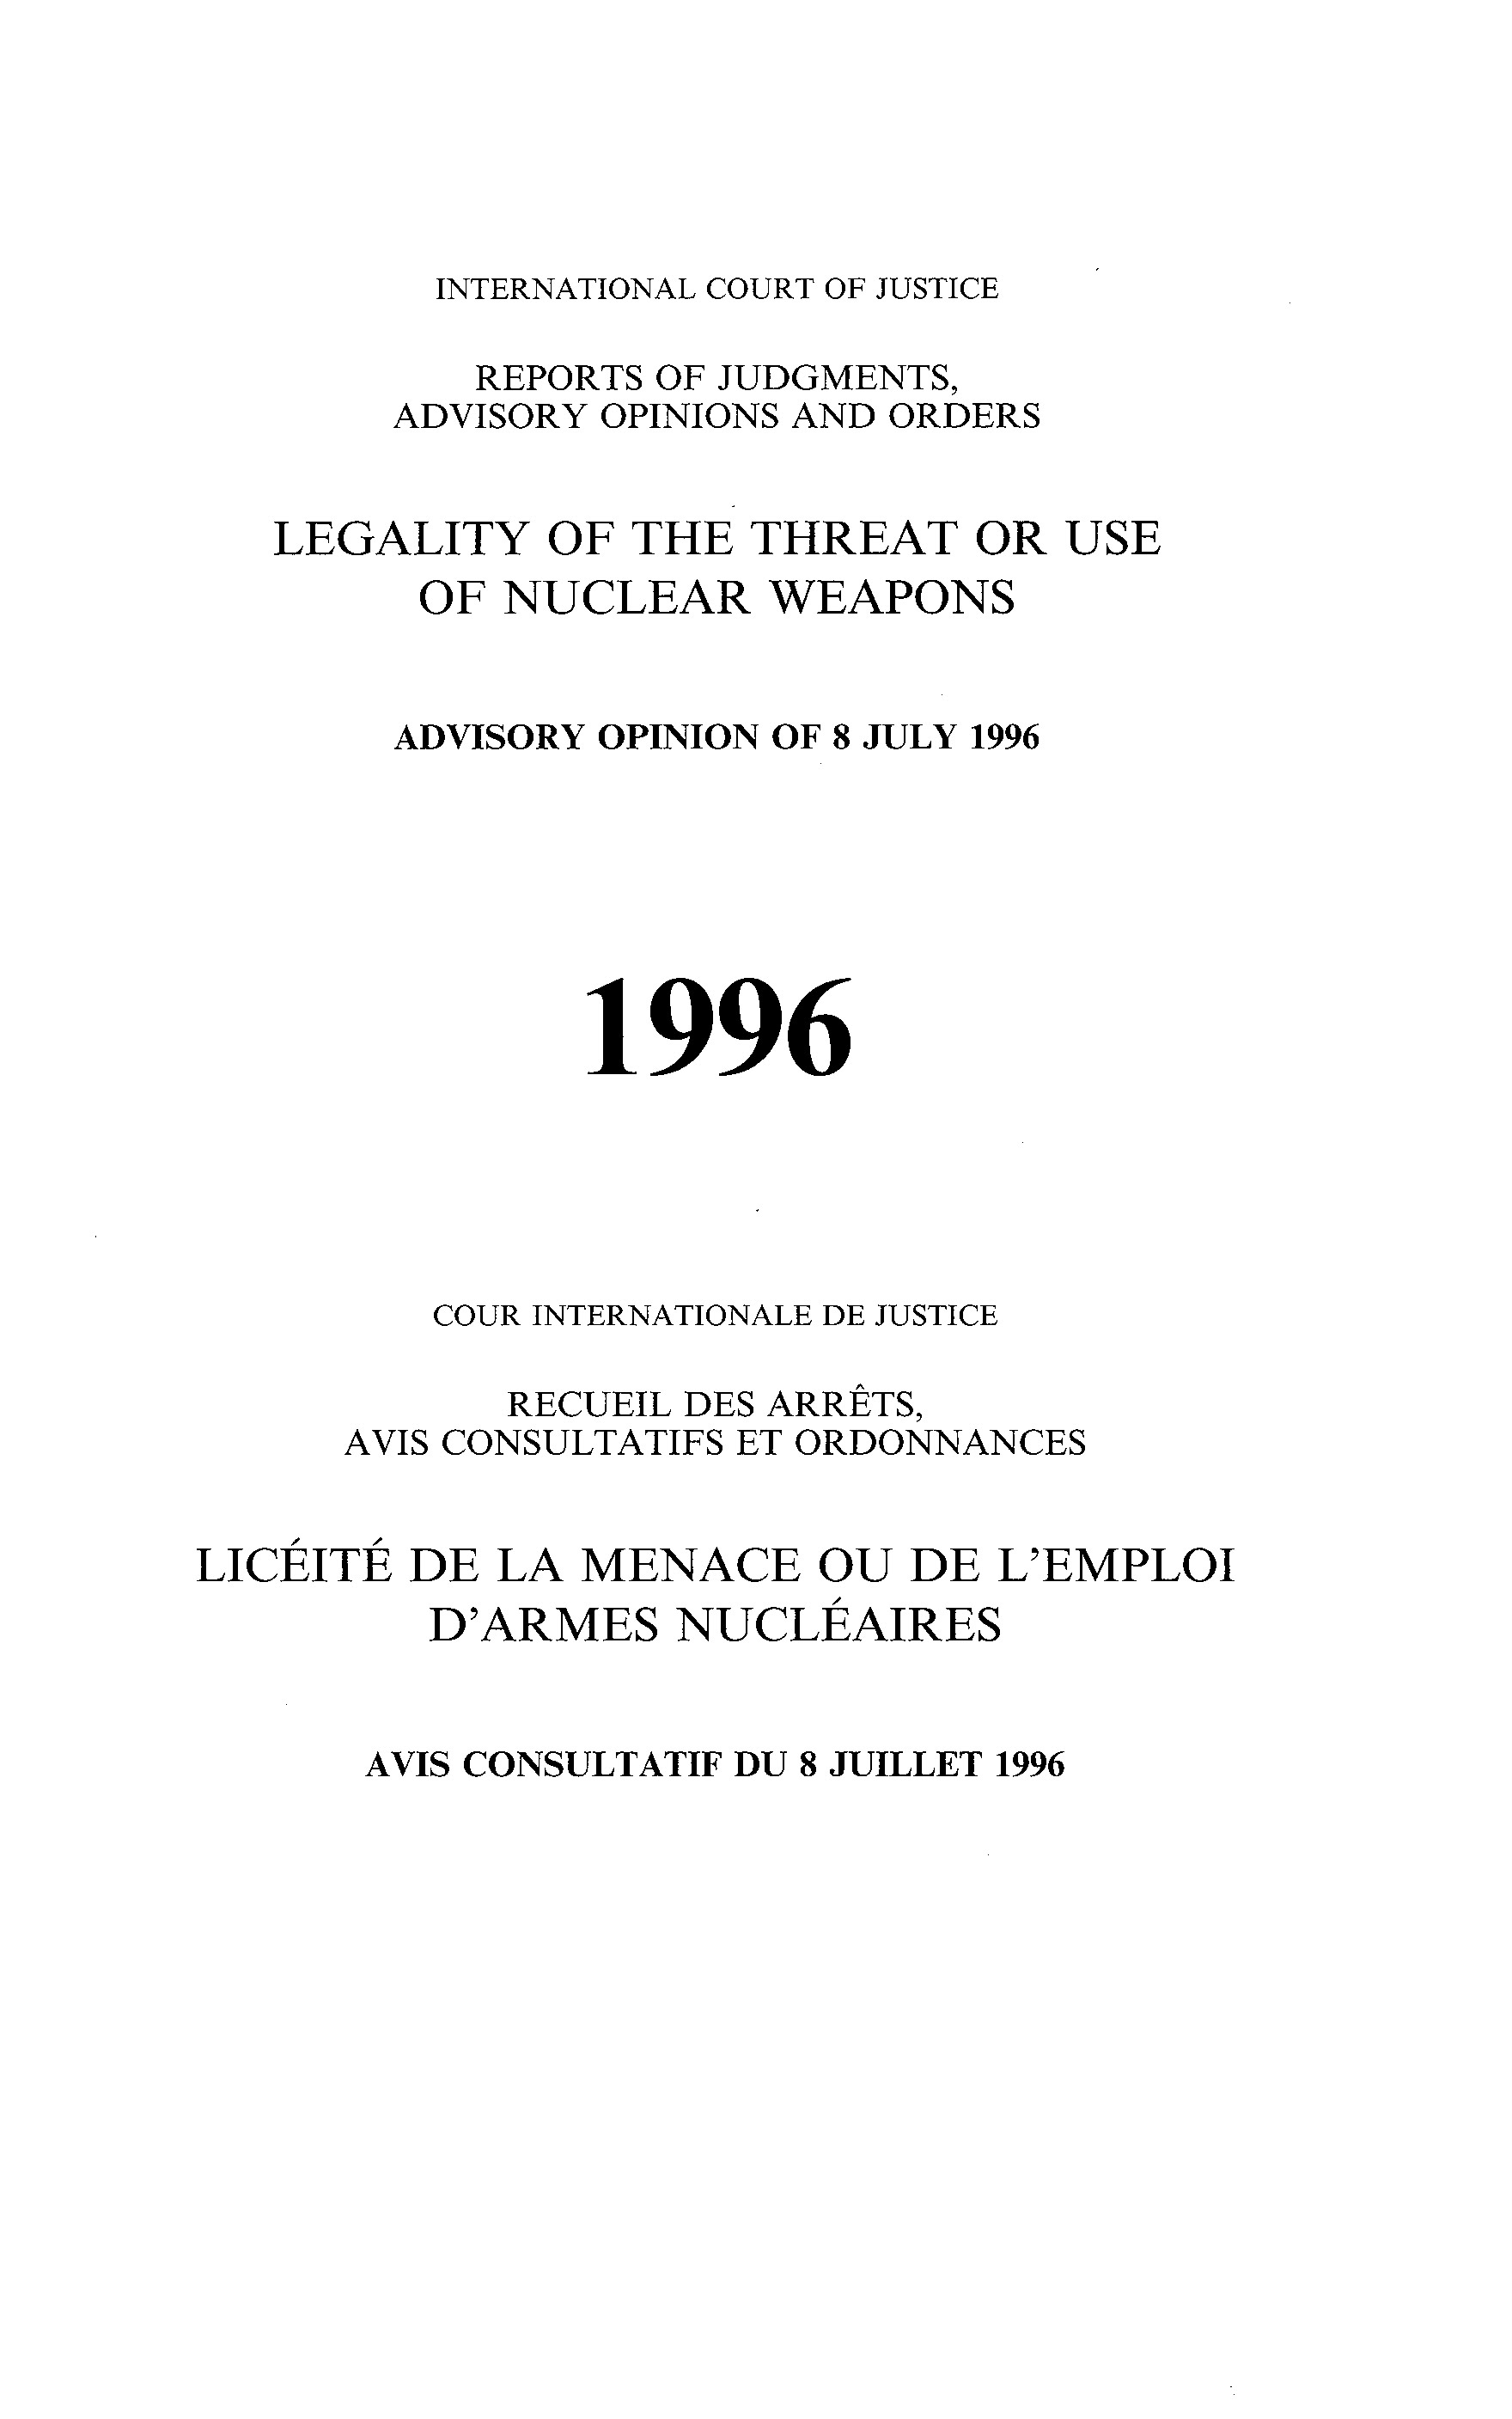 INTERNATIONAL COURT OF JUSTICE
REPORTS OF JUDGMENTS,
ADVISORY OPINIONS AND ORDERS
LEGALITY OF THE THREAT OR USE
OF NUCLEAR WEAPONS
ADVISORY OPINION OF 8 JULY 1996
1996
COUR INTERNATIONALE DE JUSTICE
RECUEIL DES ARRÊTS,
AVIS CONSULTATIFS ET ORDONNANCES
LICÉITÉ DE LA MENACE OU DE L'EMPLOI
D'ARMES NUCLÉAIRES
AVIS CONSULTATIF DU 8 JUILLET 1996